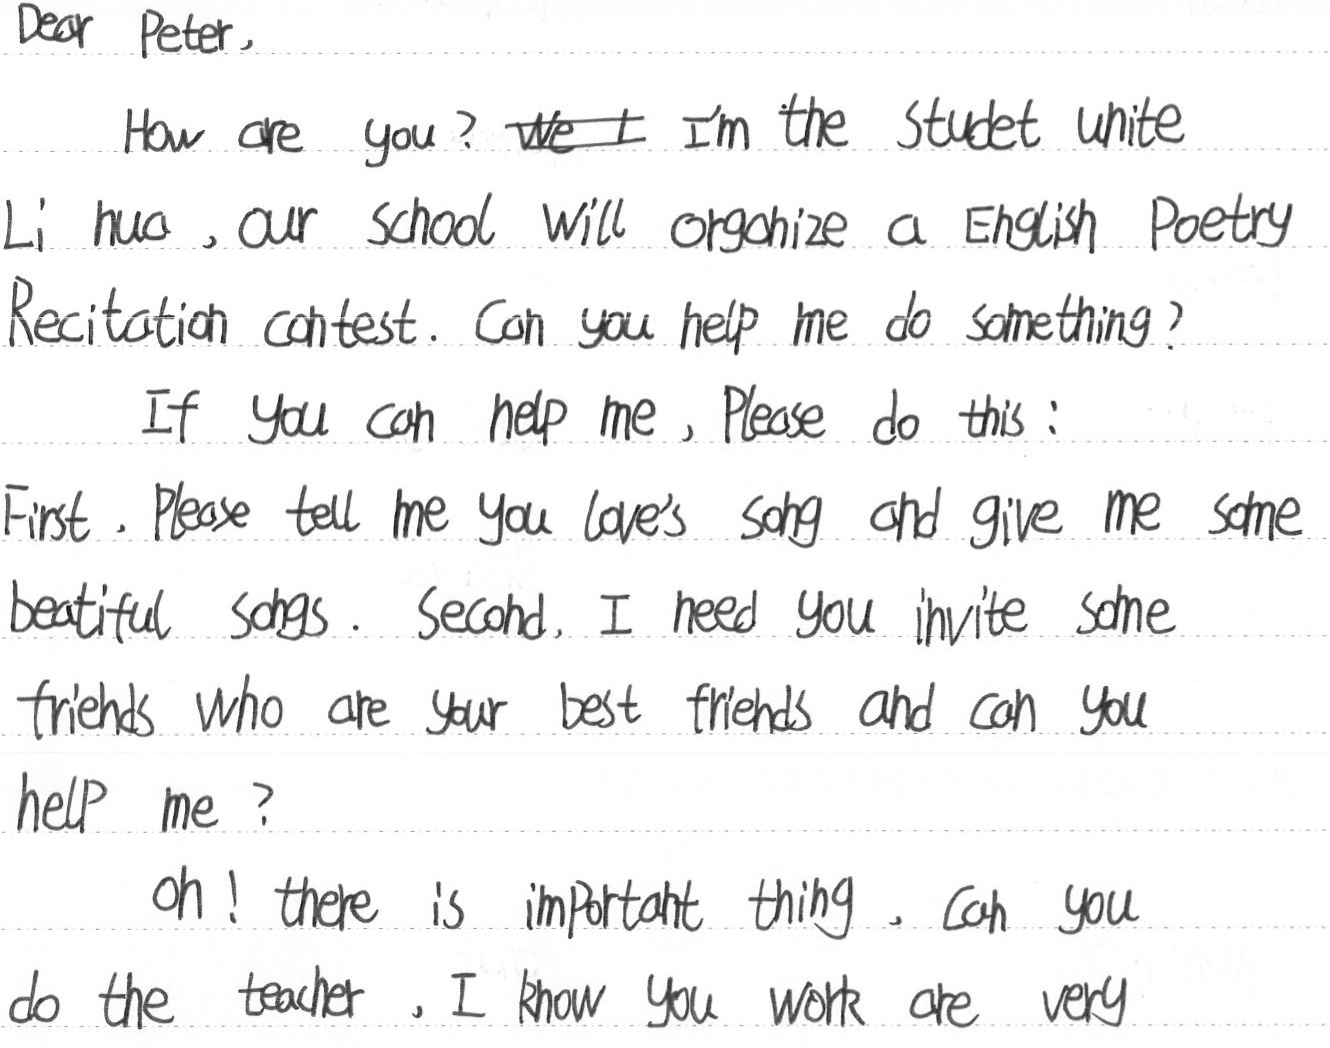 Dear Peter,
How are you? I'm the Studet unite
Li hua, our school will organize a English Poetry
Recitation contest. Can you help me do something?
If you can help me, Please do this:
First. Please tell me you love's song and give me some
beatiful songs. Second, I need you invite some
friends who are your best friends and can you
help me?
oh! there is important thing. Can you
do the teacher, I know you work are very